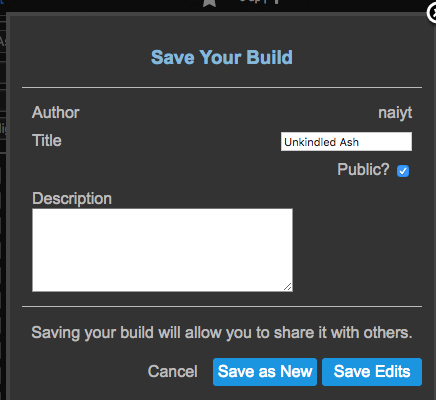 Save Your Build
Author naiyt
Title Unkindled Ash
Public?
Description
Saving your build will allow you to share it with others.
Cancel Save as New Save Edits